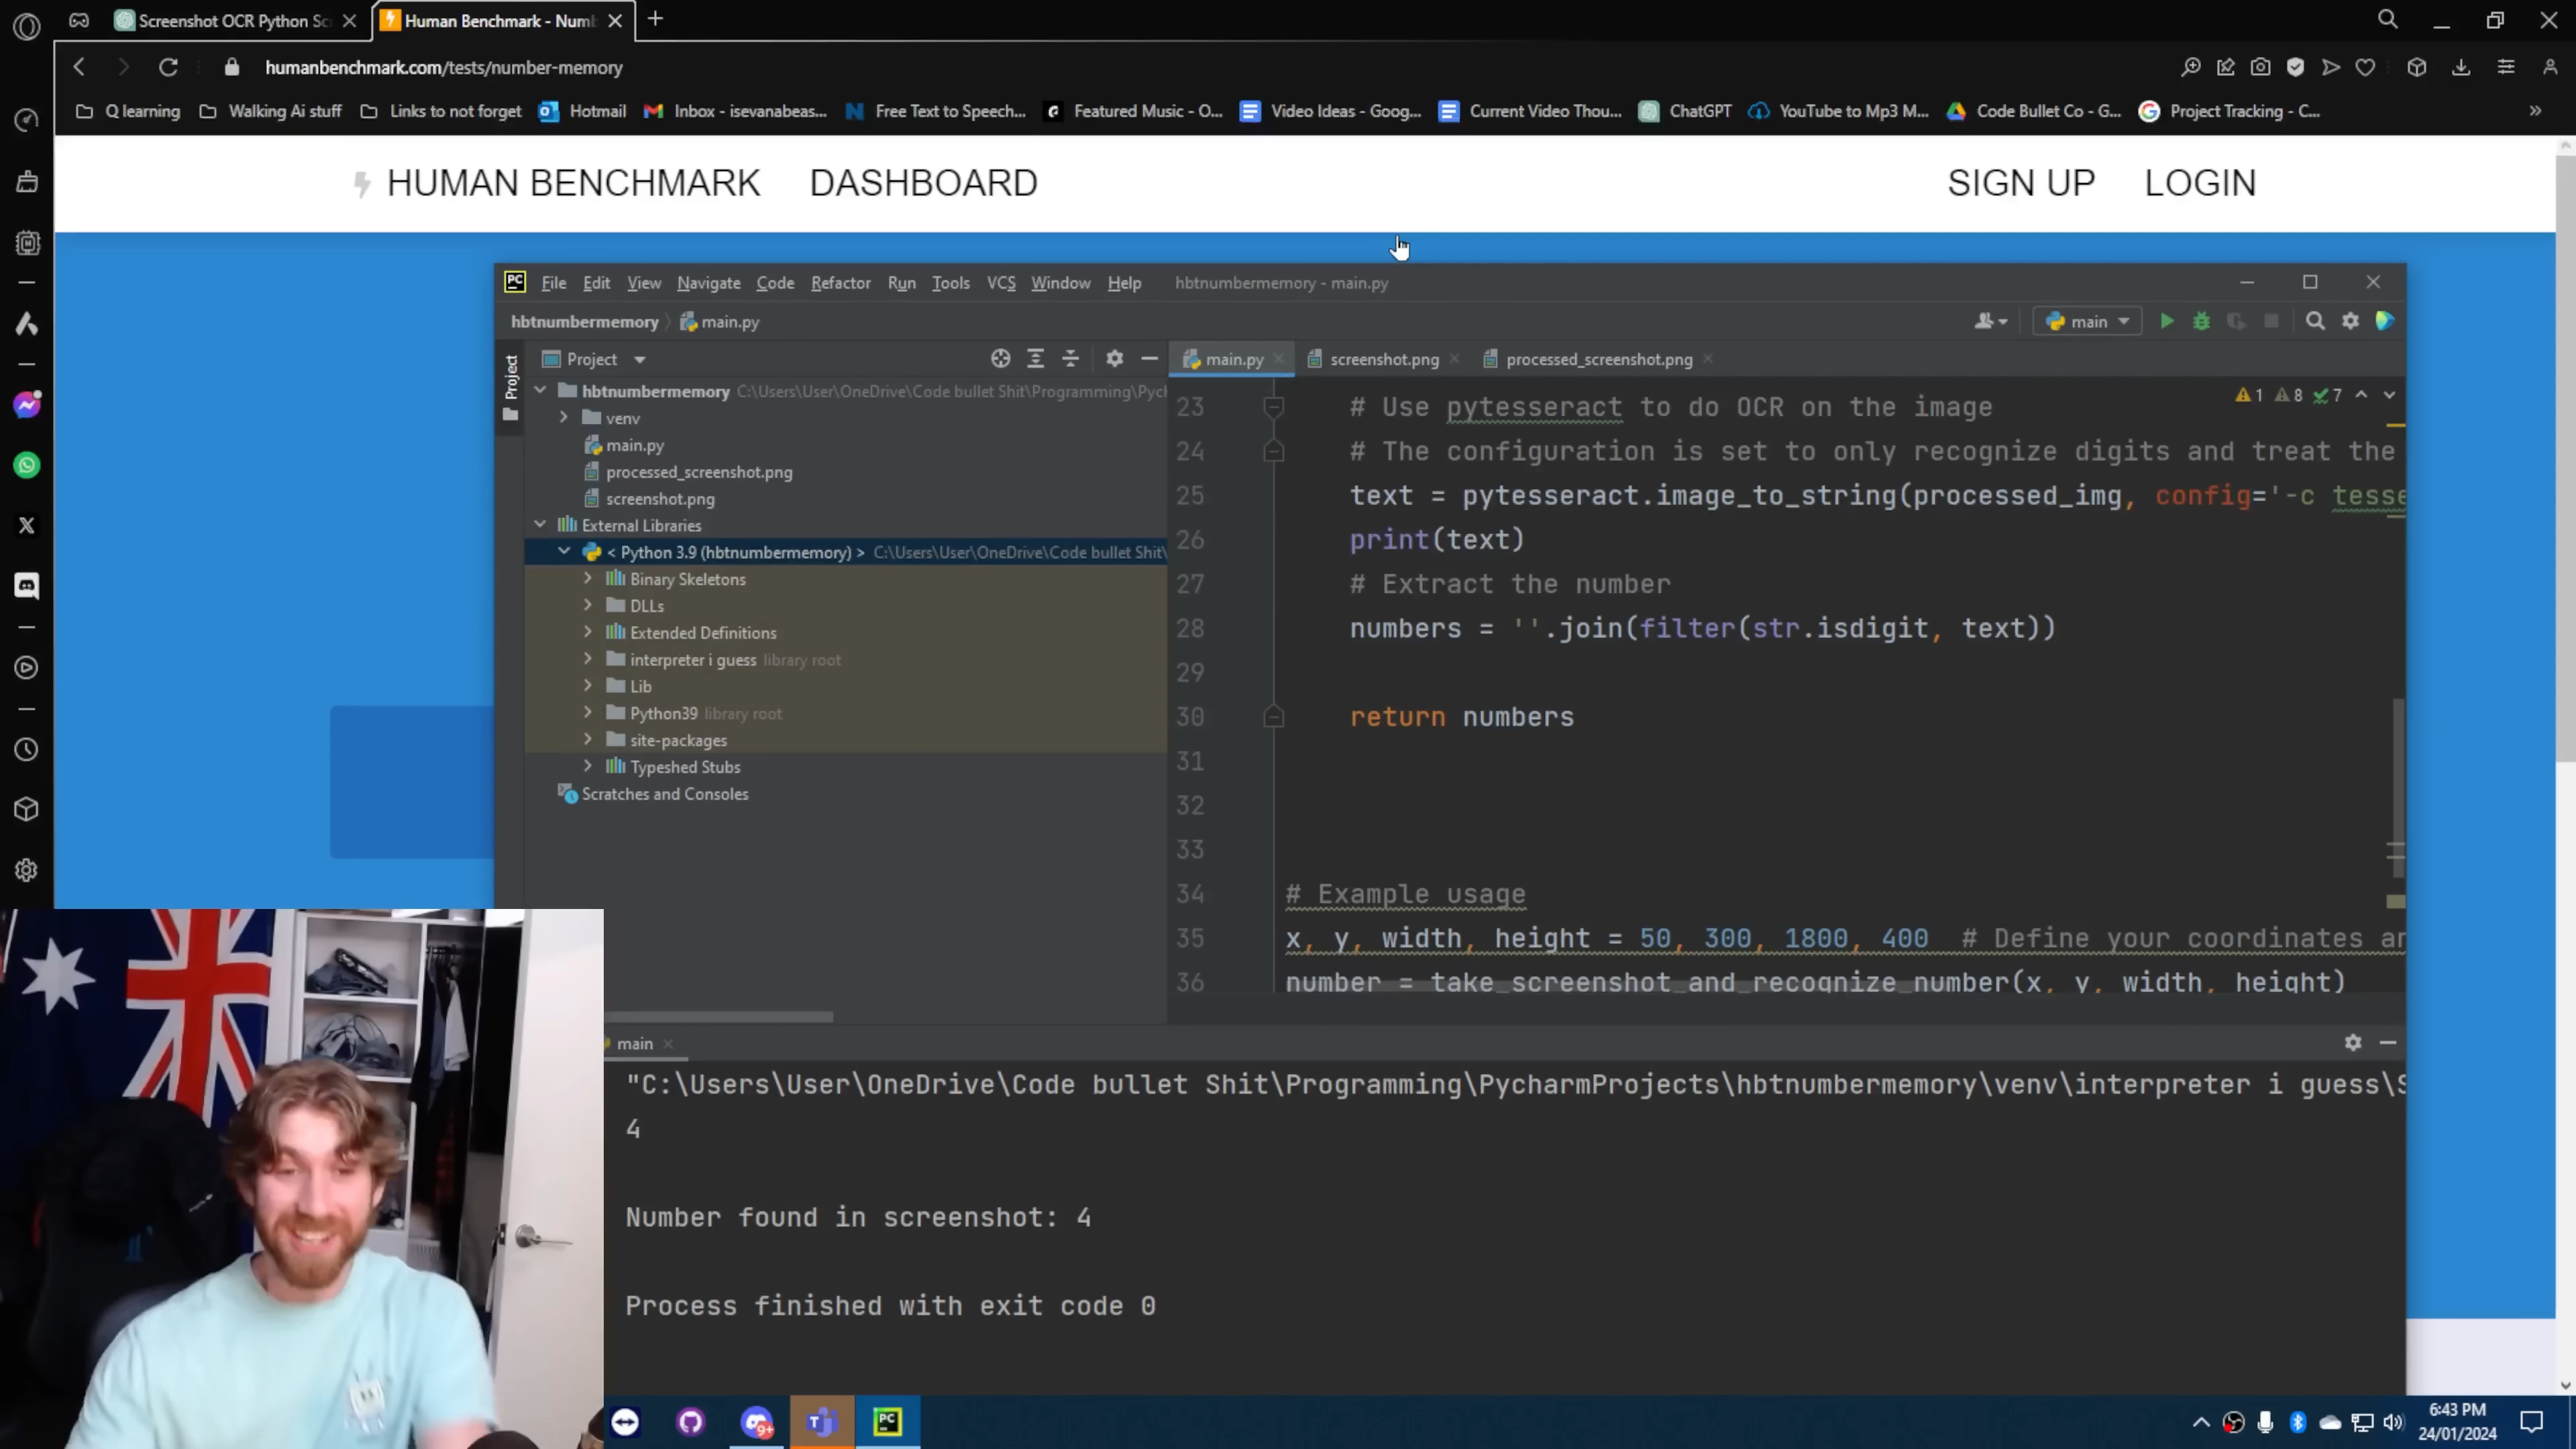 Screenshot OCR Python Sc
Human Benchmark - Numb
humanbenchmark.com/tests/number-memory
Q learning
Walking Ai stuff
Links to not forget
Hotmail
Inbox - isevanabeas...
Free Text to Speech...
Featured Music - O...
Video Ideas - Goog...
Current Video Thou...
ChatGPT
YouTube to Mp3 M...
Code Bullet Co - G...
Project Tracking - C...
HUMAN BENCHMARK DASHBOARD SIGN UP LOGIN
PC File Edit View Navigate Code Refactor Run Tools VCS Window Help hbtnumbermemory - main.py
hbtnumbermemory main.py main
Project
Project
main.py screenshot.png processed_screenshot.png
hbtnumbermemory C:\Users\User\OneDrive\Code bullet Shit\Programming\Pych
venv
main.py
processed_screenshot.png
screenshot.png
External Libraries
< Python 3.9 (hbtnumbermemory) > C:\Users\User\OneDrive\Code bullet Shit\
Binary Skeletons
DLLs
Extended Definitions
interpreter i guess library root
Lib
Python39 library root
site-packages
Typeshed Stubs
Scratches and Consoles
1 8 7
23 # Use pytesseract to do OCR on the image
24 # The configuration is set to only recognize digits and treat the
25 text = pytesseract.image_to_string(processed_img, config='-c tesse
26 print(text)
27 # Extract the number
28 numbers = ''.join(filter(str.isdigit, text))
29
30 return numbers
31
32
33
34 # Example usage
35 x, y, width, height = 50, 300, 1800, 400 # Define your coordinates an
36 number = take_screenshot_and_recognize_number(x, y, width, height)
main
"C:\Users\User\OneDrive\Code bullet Shit\Programming\PycharmProjects\hbtnumbermemory\venv\interpreter i guess\S
4
Number found in screenshot: 4
Process finished with exit code 0
9+
PC
6:43 PM
24/01/2024